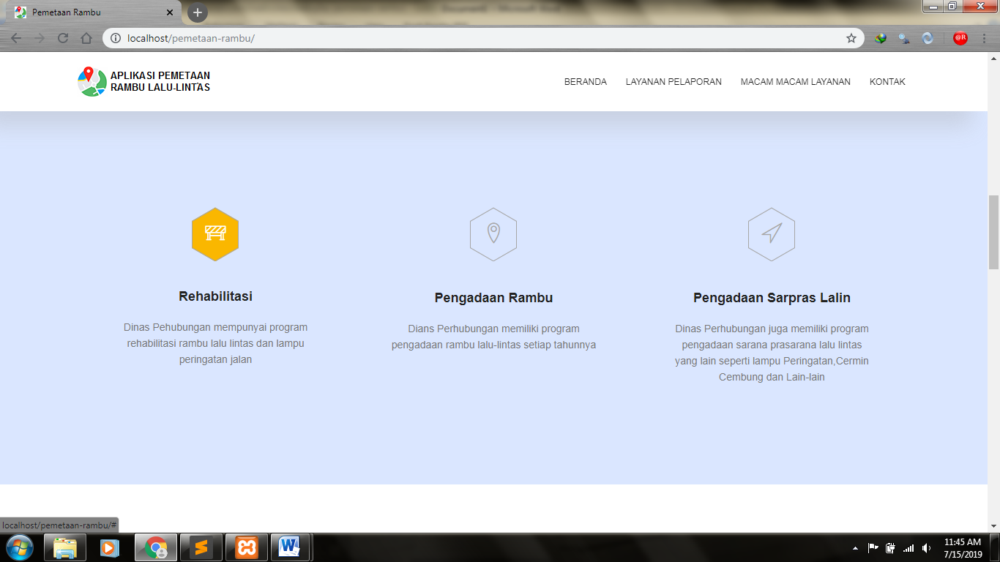 Pemetaan Rambu
localhost/pemetaan-rambu/
@R
APLIKASI PEMETAAN
RAMBU LALU-LINTAS
BERANDA LAYANAN PELAPORAN MACAM MACAM LAYANAN KONTAK
Rehabilitasi
Dinas Pehubungan mempunyai program
rehabilitasi rambu lalu lintas dan lampu
peringatan jalan
Pengadaan Rambu
Dians Perhubungan memiliki program
pengadaan rambu lalu-lintas setiap tahunnya
Pengadaan Sarpras Lalin
Dinas Perhubungan juga memiliki program
pengadaan sarana prasarana lalu lintas
yang lain seperti lampu Peringatan,Cermin
Cembung dan Lain-lain
localhost/pemetaan-rambu/#
11:45 AM
7/15/2019